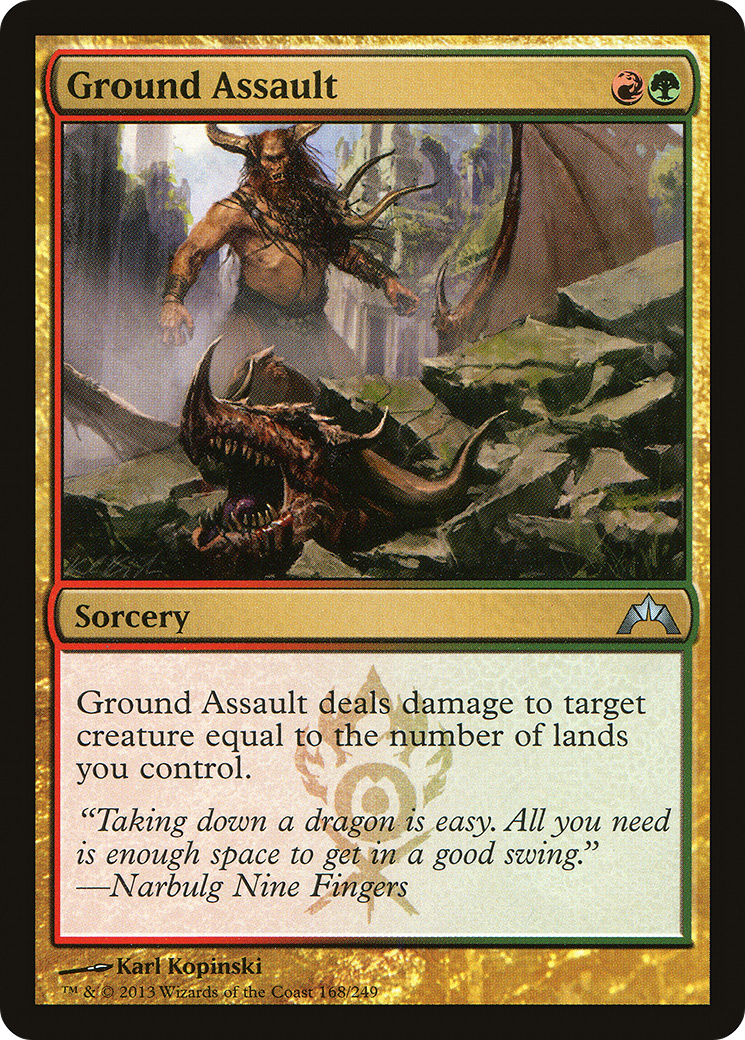 Ground Assault
Sorcery
Ground Assault deals damage to target
creature equal to the number of lands
you control.
“Taking down a dragon is easy. All you need
is enough space to get in a good swing.”
—Narbulg Nine Fingers
Karl Kopinski
™ & © 2013 Wizards of the Coast 168/249